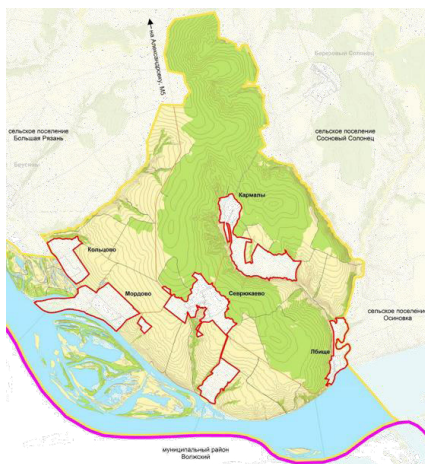 на Александровку, М5
Березовый Солонец
сельское поселение
Большая Рязань
сельское поселение
Сосновый Солонец
Кармалы
Кольцово
Мордово
Севрюкаево
сельское поселение
Осиновка
Лбище
муниципальный район
Волжский